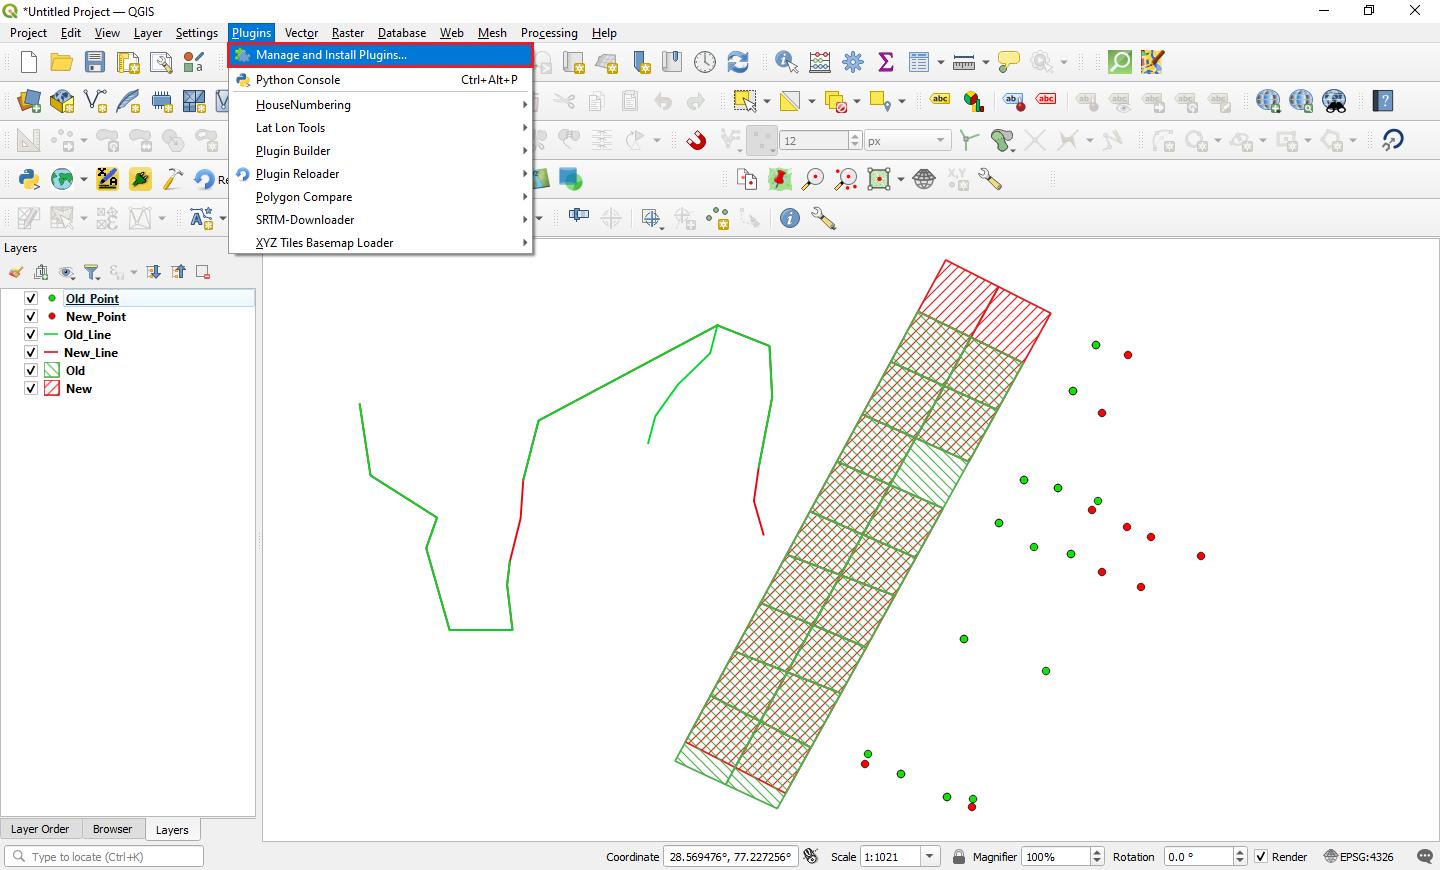 *Untitled Project — QGIS
Project Edit View Layer Settings Plugins Vector Raster Database Web Mesh Processing Help
Manage and Install Plugins...
Python Console Ctrl+Alt+P
HouseNumbering
Lat Lon Tools
Plugin Builder
Plugin Reloader
Polygon Compare
SRTM-Downloader
XYZ Tiles Basemap Loader
abc ab abc
12 px
Re
X,Y
Layers
Old_Point
New_Point
Old_Line
New_Line
Old
New
Layer Order Browser Layers
Type to locate (Ctrl+K) Coordinate 28.569476°, 77.227256° Scale 1:1021 Magnifier 100% Rotation 0.0 ° Render EPSG:4326